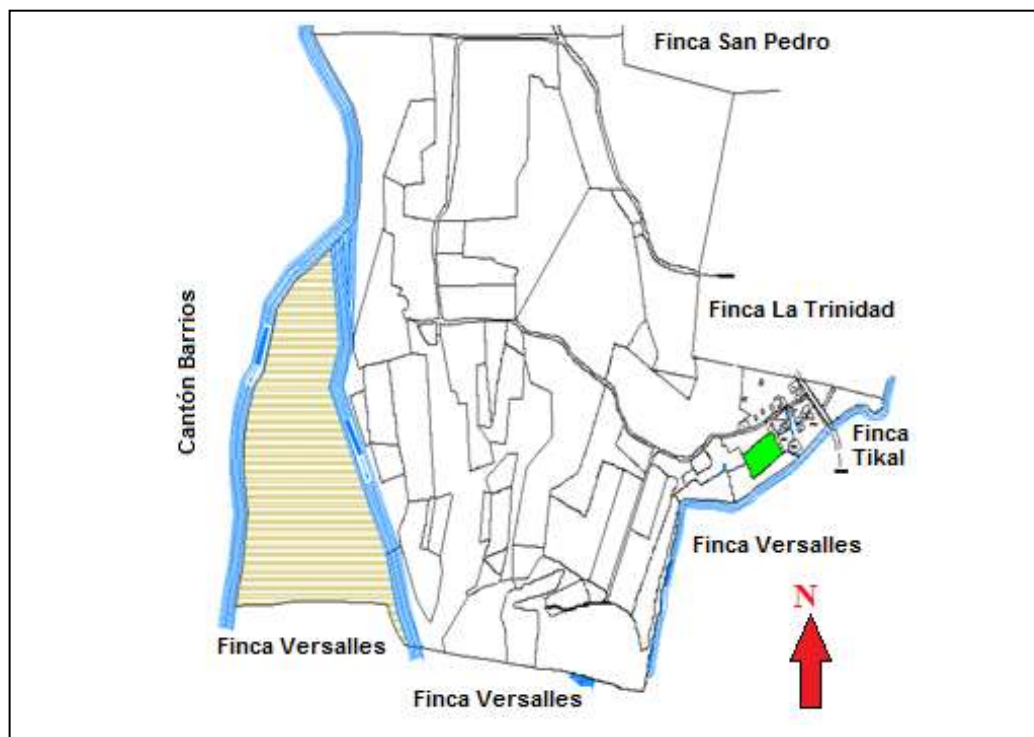 Finca San Pedro
Cantón Barrios
Finca La Trinidad
Finca
Tikal
Finca Versalles
N
Finca Versalles
Finca Versalles